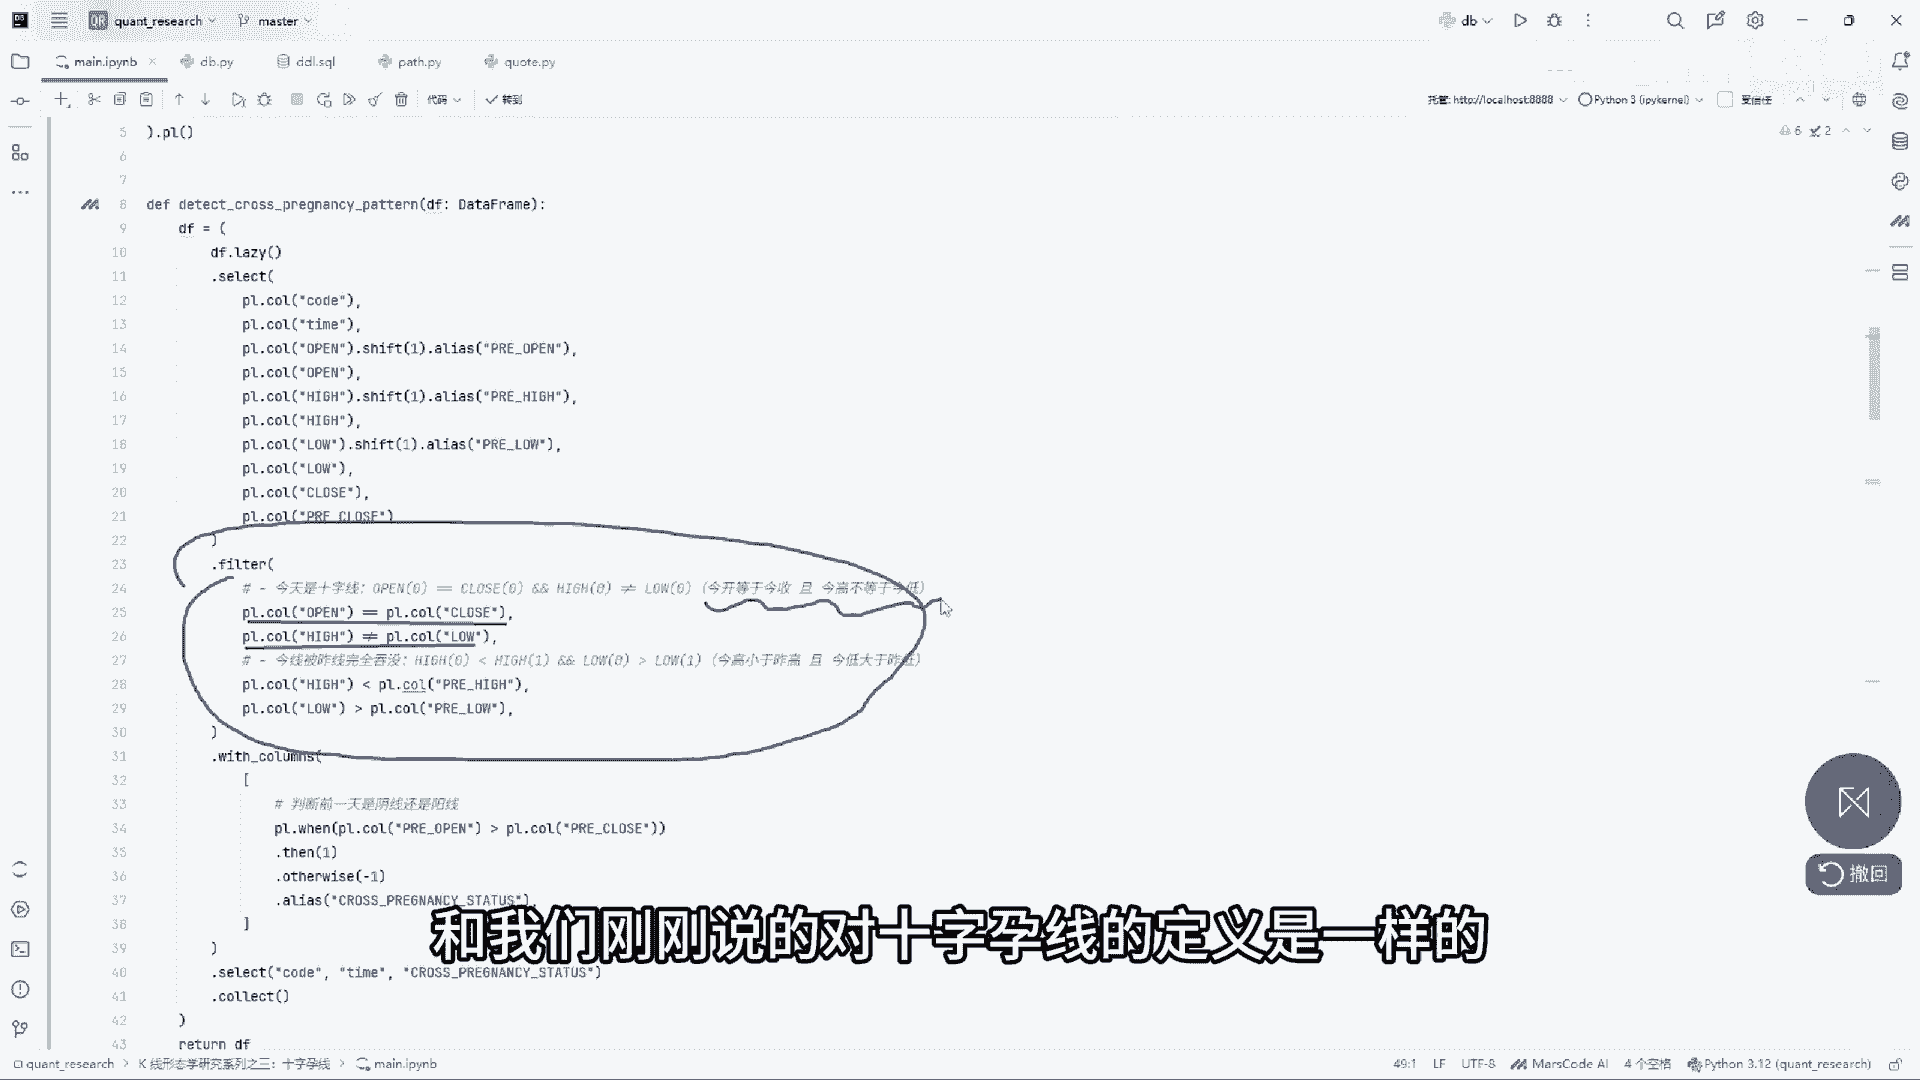 quant_research master db
main.ipynb db.py ddl.sql path.py quote.py
代码 转到 托管: http://localhost:8888 Python 3 (ipykernel) 受信任
6 2
5 ).pl()
6
7
8 def detect_cross_pregnancy_pattern(df: DataFrame):
9 df = (
10 df.lazy()
11 .select(
12 pl.col("code"),
13 pl.col("time"),
14 pl.col("OPEN").shift(1).alias("PRE_OPEN"),
15 pl.col("OPEN"),
16 pl.col("HIGH").shift(1).alias("PRE_HIGH"),
17 pl.col("HIGH"),
18 pl.col("LOW").shift(1).alias("PRE_LOW"),
19 pl.col("LOW"),
20 pl.col("CLOSE"),
21 pl.col("PRE_CLOSE")
22 )
23 .filter(
24 # - 今天是十字线: OPEN(0) == CLOSE(0) && HIGH(0) ≠ LOW(0) (今开等于今收 且 今高不等于今低)
25 pl.col("OPEN") == pl.col("CLOSE"),
26 pl.col("HIGH") ≠ pl.col("LOW"),
27 # - 今线被昨线完全吞没: HIGH(0) < HIGH(1) && LOW(0) > LOW(1) (今高小于昨高 且 今低大于昨低)
28 pl.col("HIGH") < pl.col("PRE_HIGH"),
29 pl.col("LOW") > pl.col("PRE_LOW"),
30 )
31 .with_columns(
32 [
33 # 判断前一天是阴线还是阳线
34 pl.when(pl.col("PRE_OPEN") > pl.col("PRE_CLOSE"))
35 .then(1)
36 .otherwise(-1)
37 .alias("CROSS_PREGNANCY_STATUS"),
38 ]
39 )
40 .select("code", "time", "CROSS_PREGNANCY_STATUS")
41 .collect()
42 )
43 return df
撤回
和我们刚刚说的对十字孕线的定义是一样的
quant_research > K 线形态学研究系列之三: 十字孕线 > main.ipynb 49:1 LF UTF-8 MarsCode AI 4 个空格 Python 3.12 (quant_research)